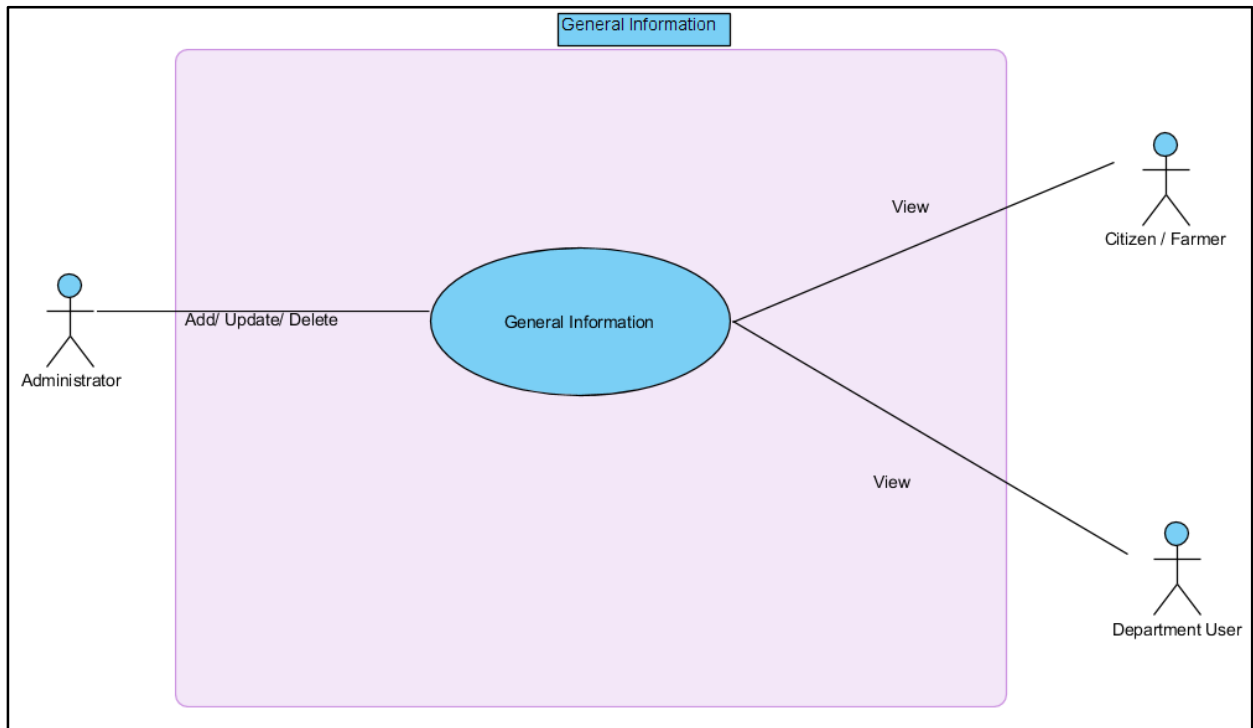 General Information
View
Citizen / Farmer
Add/ Update/ Delete
General Information
Administrator
View
Department User